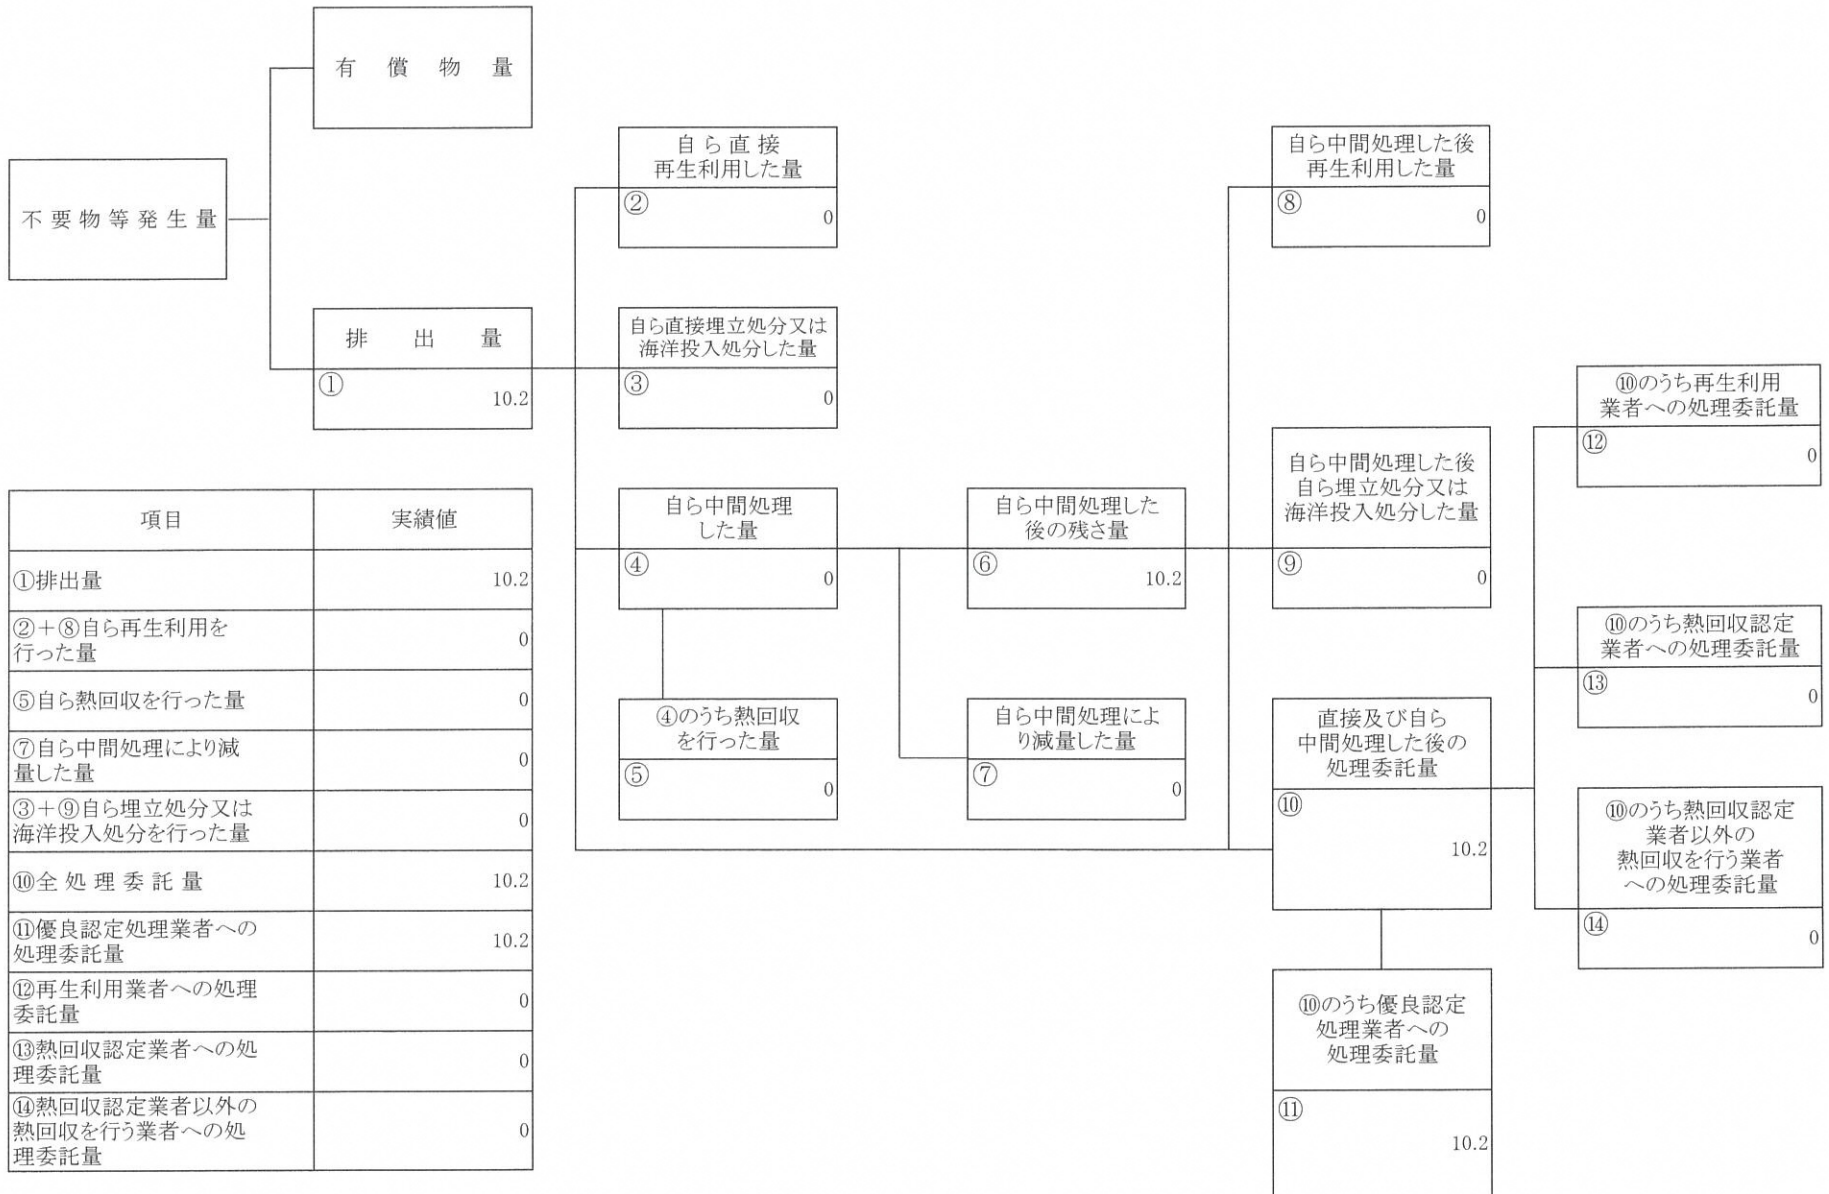 有償物量
不要物等発生量
排出量
①
10.2
自ら直接
再生利用した量
②
0
自ら直接埋立処分又は
海洋投入処分した量
③
0
自ら中間処理
した量
④
0
④のうち熱回収
を行った量
⑤
0
自ら中間処理した
後の残さ量
⑥
10.2
自ら中間処理によ
り減量した量
⑦
0
自ら中間処理した後
再生利用した量
⑧
0
自ら中間処理した後
自ら埋立処分又は
海洋投入処分した量
⑨
0
直接及び自ら
中間処理した後の
処理委託量
⑩
10.2
⑩のうち優良認定
処理業者への
処理委託量
⑪
10.2
⑩のうち再生利用
業者への処理委託量
⑫
0
⑩のうち熱回収認定
業者への処理委託量
⑬
0
⑩のうち熱回収認定
業者以外の
熱回収を行う業者
への処理委託量
⑭
0
項目 実績値
①排出量 10.2
②+⑧自ら再生利用を
行った量 0
⑤自ら熱回収を行った量 0
⑦自ら中間処理により減
量した量 0
③+⑨自ら埋立処分又は
海洋投入処分を行った量 0
⑩全処理委託量 10.2
⑪優良認定処理業者への
処理委託量 10.2
⑫再生利用業者への処理
委託量 0
⑬熱回収認定業者への処
理委託量 0
⑭熱回収認定業者以外の
熱回収を行う業者への処
理委託量 0